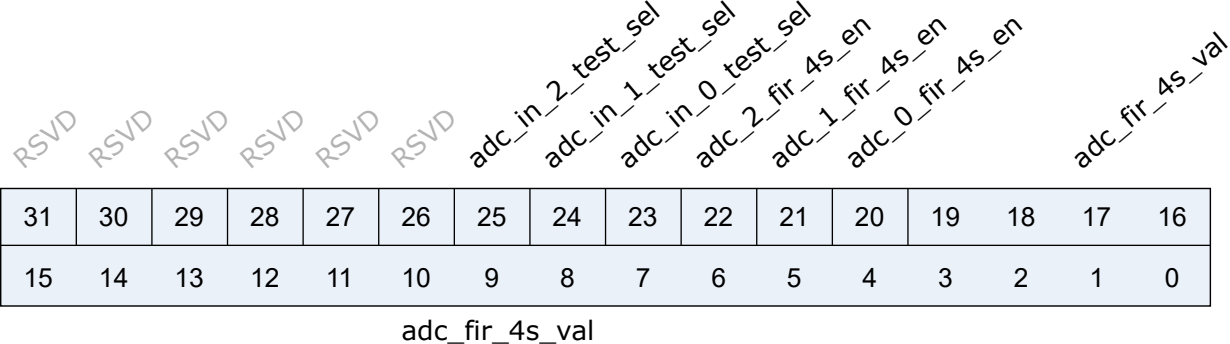 RSVD RSVD RSVD RSVD RSVD RSVD adc_in_2_test_sel adc_in_1_test_sel adc_in_0_test_sel adc_2_fir_4s_en adc_1_fir_4s_en adc_0_fir_4s_en adc_fir_4s_val
31 30 29 28 27 26 25 24 23 22 21 20 19 18 17 16
15 14 13 12 11 10 9 8 7 6 5 4 3 2 1 0
adc_fir_4s_val